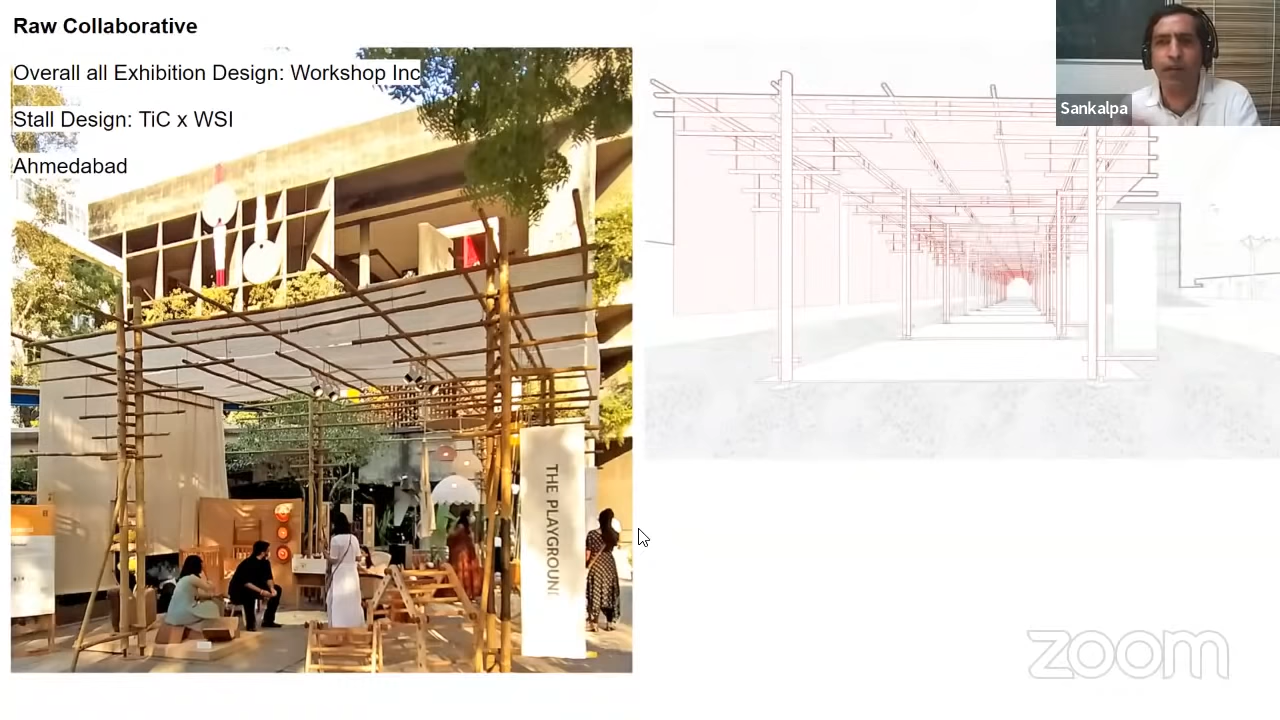 Raw Collaborative
Overall all Exhibition Design: Workshop Inc
Stall Design: TiC x WSI
Ahmedabad
Sankalpa
THE PLAYGROUND
zoom